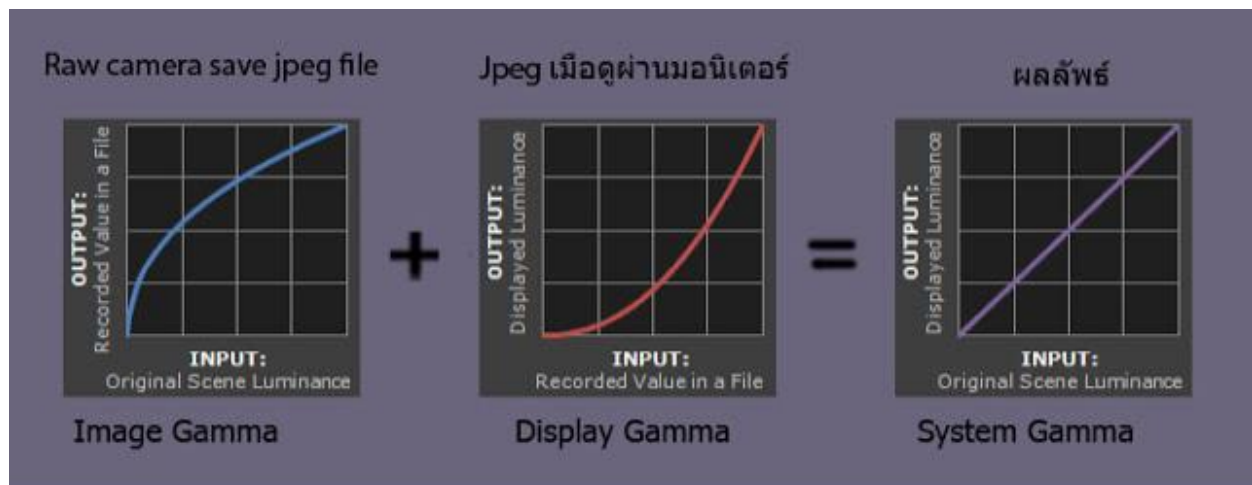 Raw camera save jpeg file
OUTPUT:
Recorded Value in a File
INPUT:
Original Scene Luminance
Image Gamma
+
Jpeg เมื่อดูผ่านมอนิเตอร์
OUTPUT:
Displayed Luminance
INPUT:
Recorded Value in a File
Display Gamma
=
ผลลัพธ์
OUTPUT:
Displayed Luminance
INPUT:
Original Scene Luminance
System Gamma